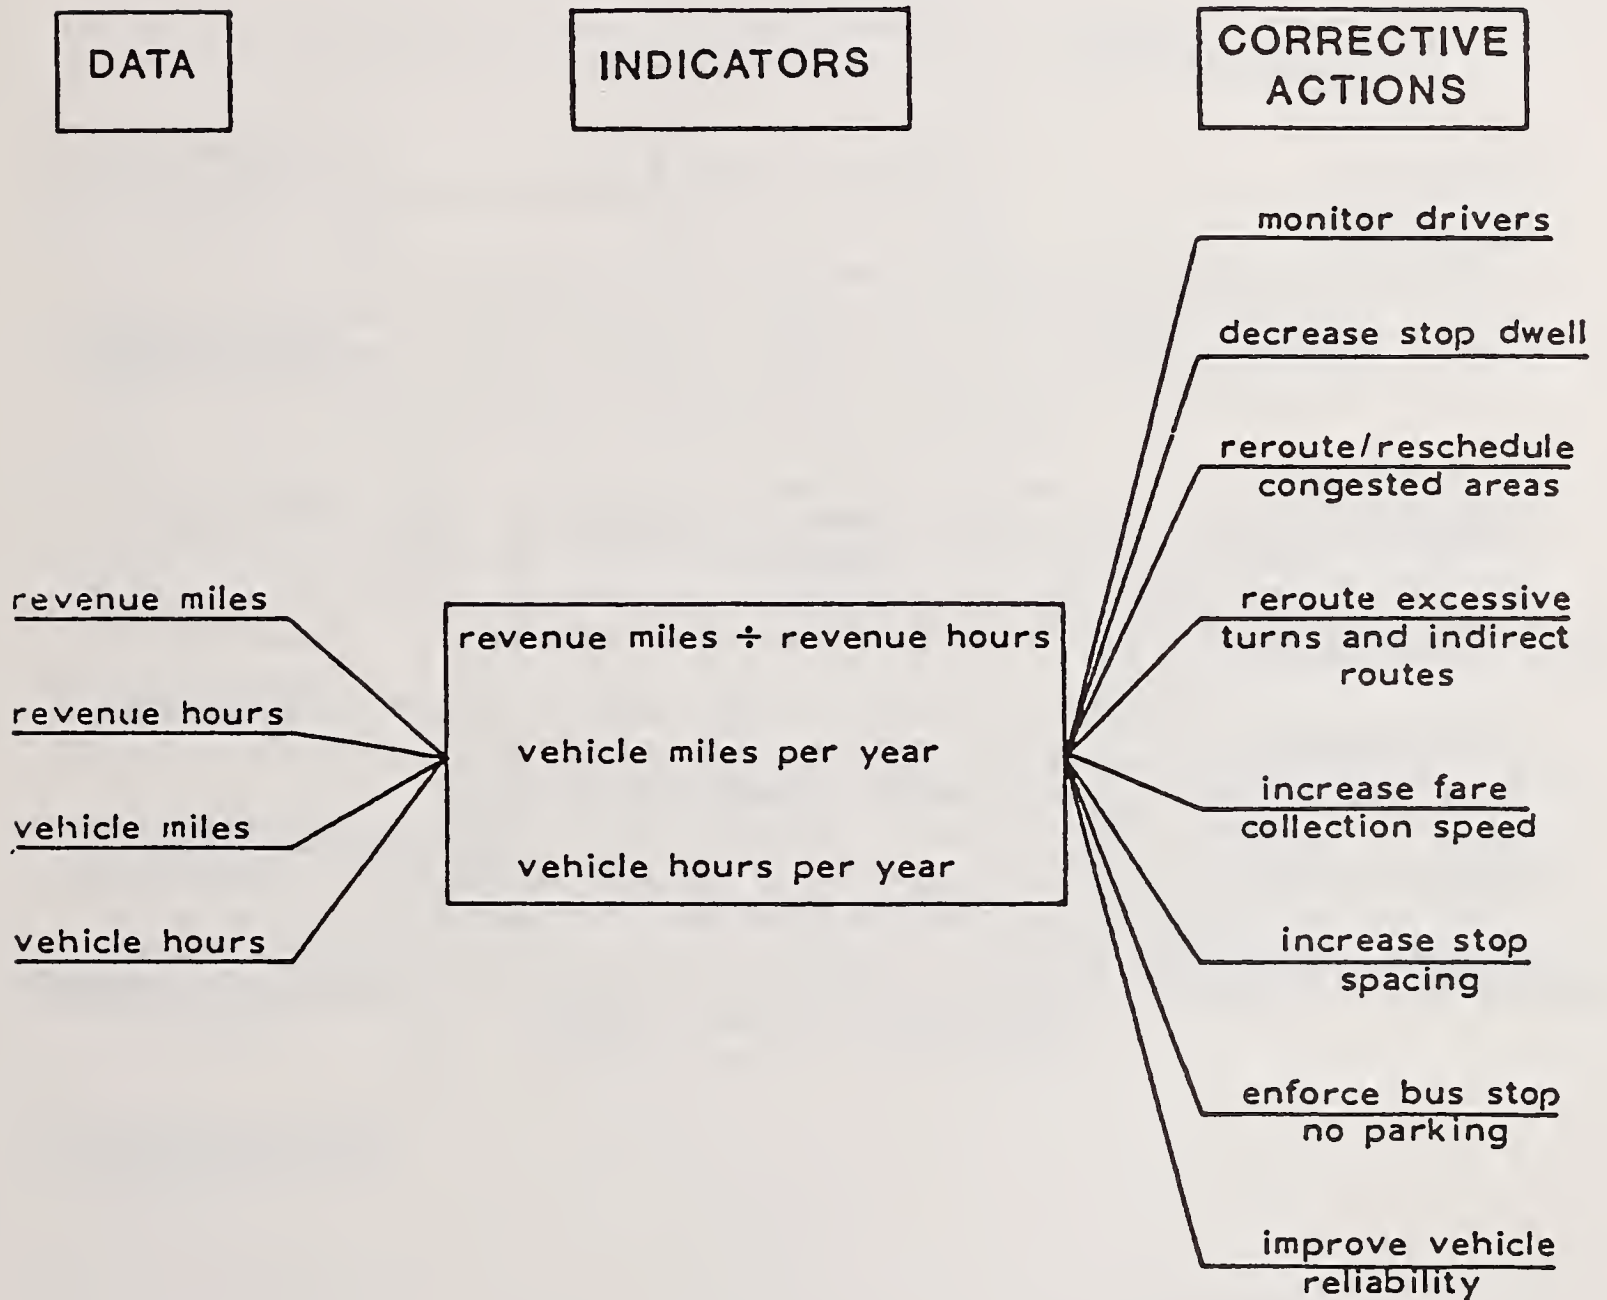 DATA
INDICATORS
CORRECTIVE
ACTIONS
monitor drivers
decrease stop dwell
reroute/reschedule
congested areas
reroute excessive
turns and indirect
routes
increase fare
collection speed
increase stop
spacing
enforce bus stop
no parking
improve vehicle
reliability
revenue miles
revenue hours
vehicle miles
vehicle hours
revenue miles ÷ revenue hours
vehicle miles per year
vehicle hours per year